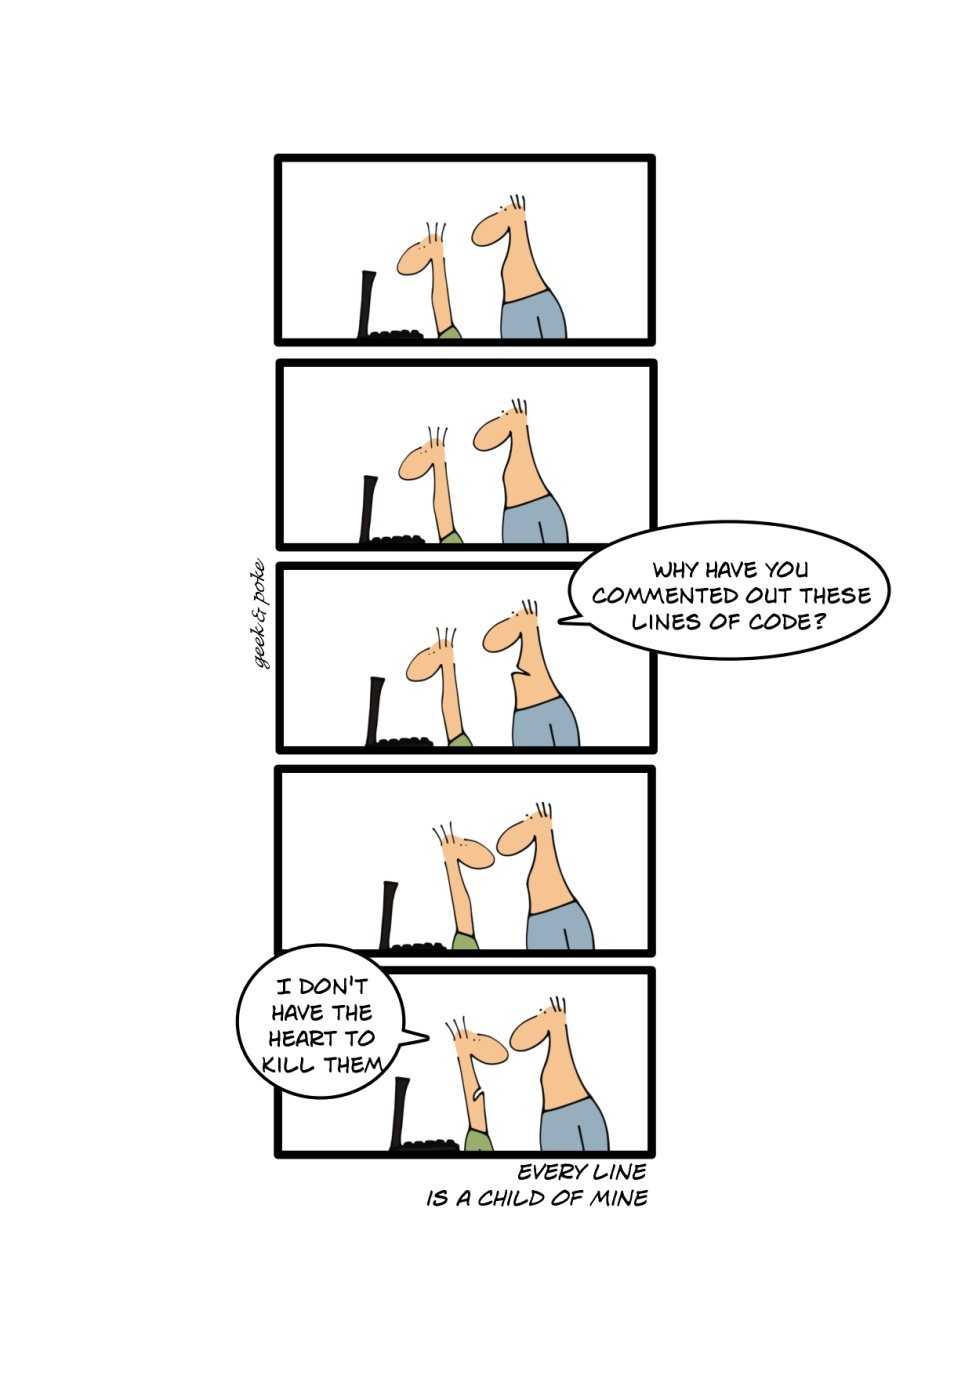 WHY HAVE YOU
COMMENTED OUT THESE
LINES OF CODE?
geek & poke
I DON'T
HAVE THE
HEART TO
KILL THEM
EVERY LINE
IS A CHILD OF MINE